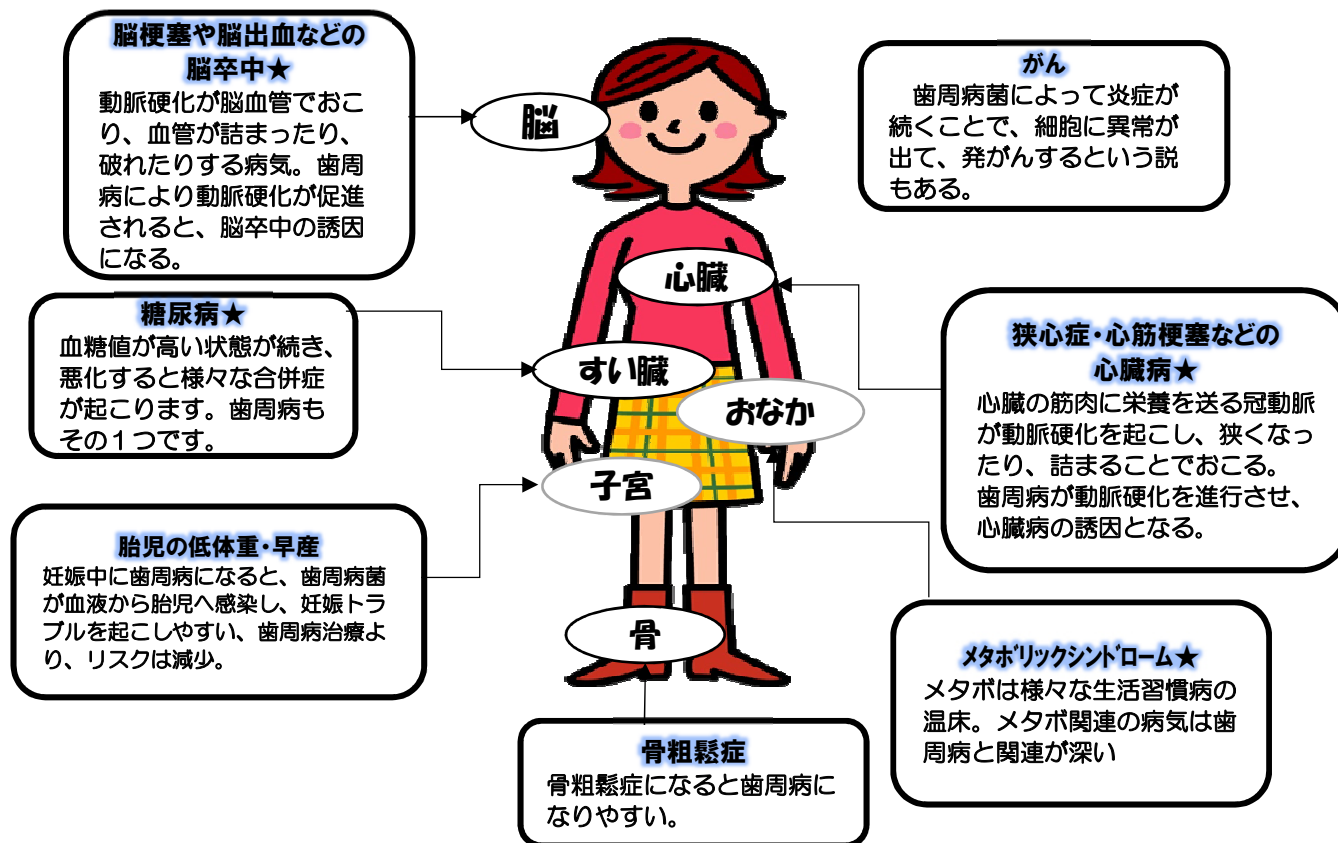 脳梗塞や脳出血などの
脳卒中★
動脈硬化が脳血管でおこ
り、血管が詰まったり、
破れたりする病気。歯周
病により動脈硬化が促進
されると、脳卒中の誘因
になる。
脳
がん
歯周病菌によって炎症が
続くことで、細胞に異常が
出て、発がんするという説
もある。
心臓
糖尿病★
血糖値が高い状態が続き、
悪化すると様々な合併症
が起こります。歯周病も
その１つです。
すい臓
おなか
狭心症・心筋梗塞などの
心臓病★
心臓の筋肉に栄養を送る冠動脈
が動脈硬化を起こし、狭くなっ
たり、詰まることでおこる。
歯周病が動脈硬化を進行させ、
心臓病の誘因となる。
子宮
胎児の低体重・早産
妊娠中に歯周病になると、歯周病菌
が血液から胎児へ感染し、妊娠トラ
ブルを起こしやすい、歯周病治療よ
り、リスクは減少。
骨
メタボリックシンドローム★
メタボは様々な生活習慣病の
温床。メタボ関連の病気は歯
周病と関連が深い
骨粗鬆症
骨粗鬆症になると歯周病に
なりやすい。